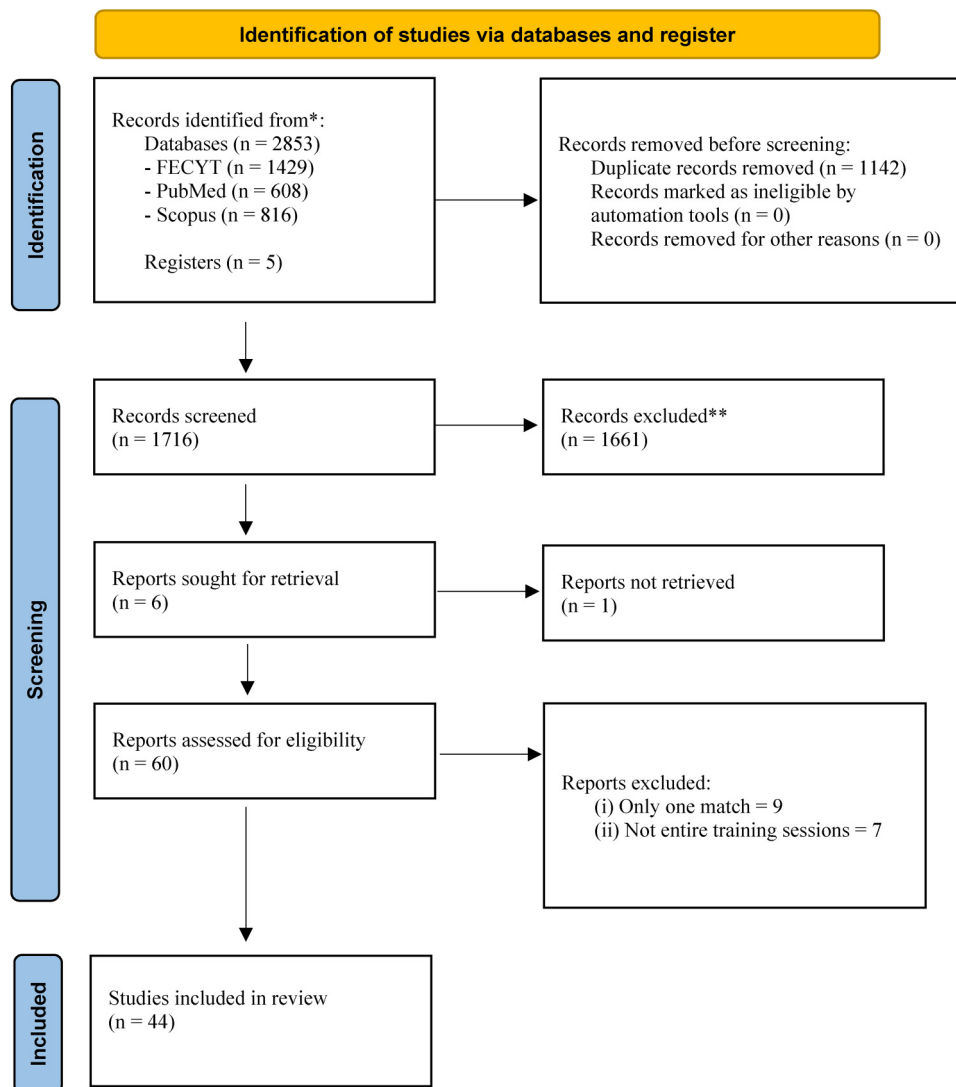 Identification of studies via databases and register
Identification
Records identified from*:
Databases (n = 2853)
- FECYT (n = 1429)
- PubMed (n = 608)
- Scopus (n = 816)
Registers (n = 5)
Records removed before screening:
Duplicate records removed (n = 1142)
Records marked as ineligible by
automation tools (n = 0)
Records removed for other reasons (n = 0)
Screening
Records screened
(n = 1716)
Records excluded**
(n = 1661)
Reports sought for retrieval
(n = 6)
Reports not retrieved
(n = 1)
Reports assessed for eligibility
(n = 60)
Reports excluded:
(i) Only one match = 9
(ii) Not entire training sessions = 7
Included
Studies included in review
(n = 44)